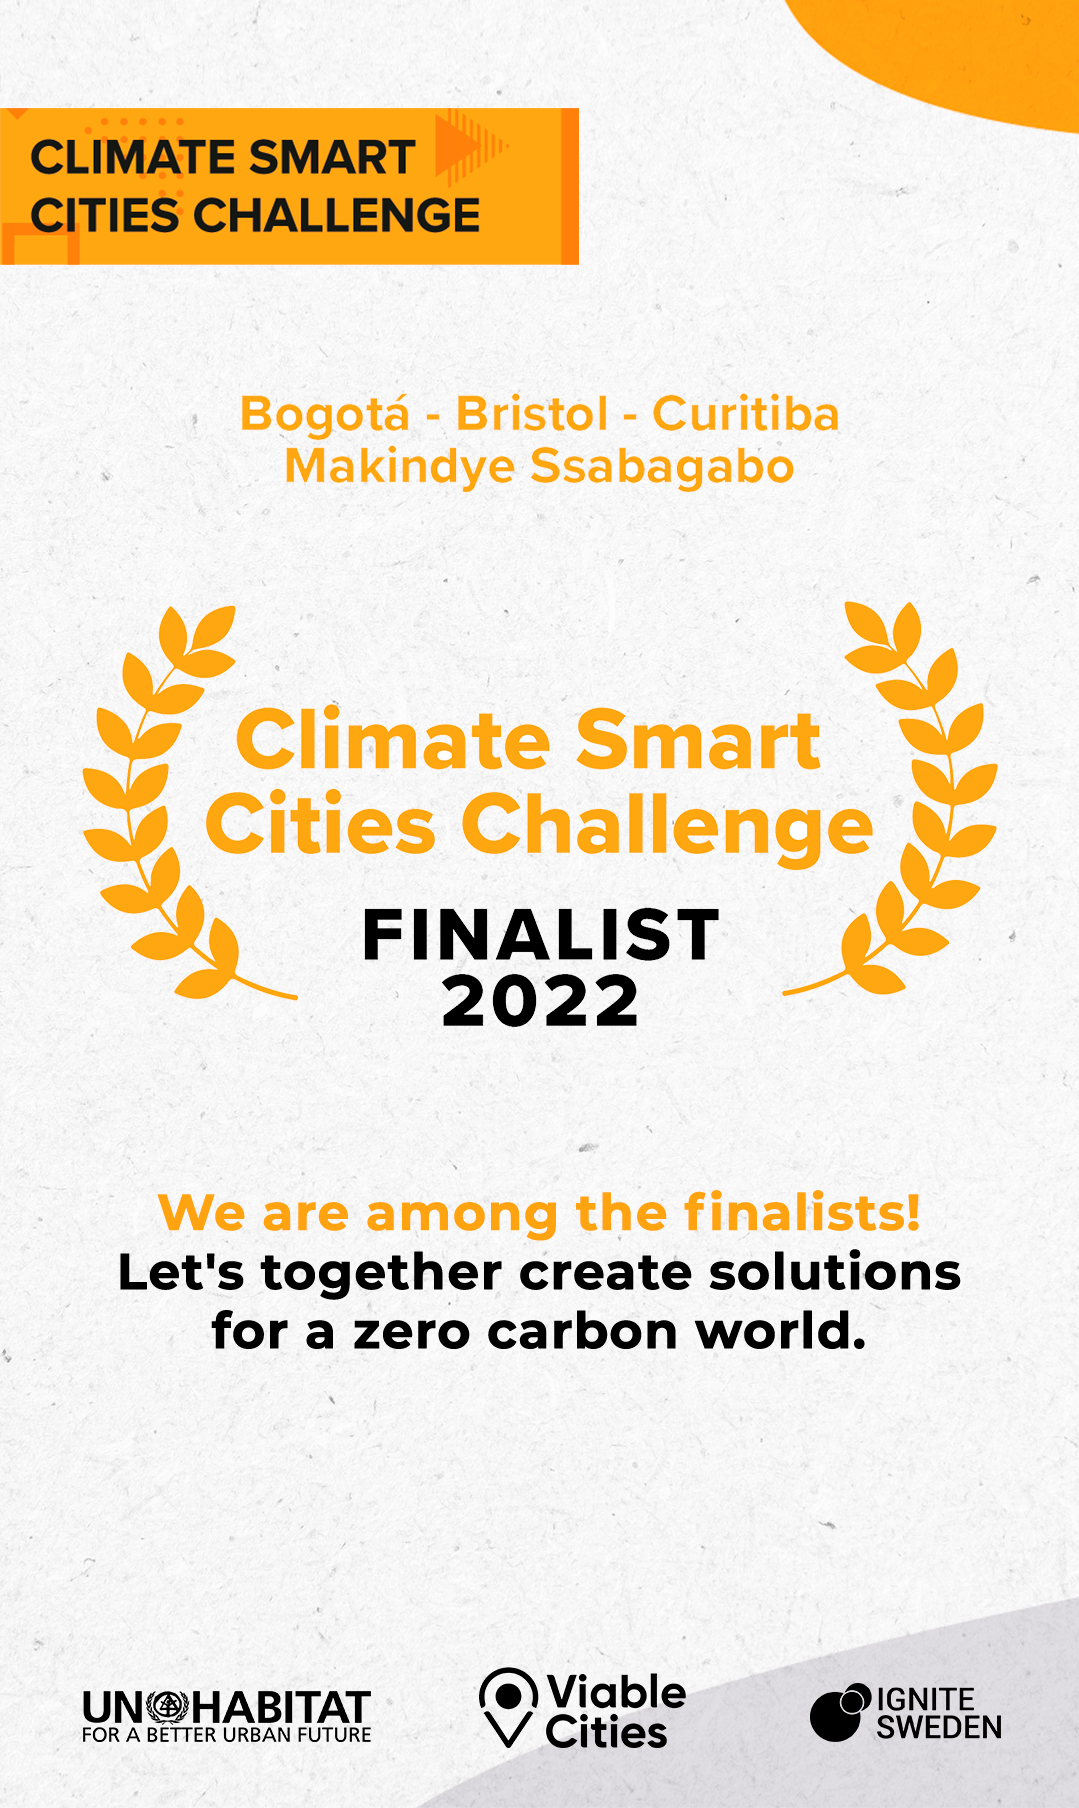 CLIMATE SMART
CITIES CHALLENGE
Bogotá - Bristol - Curitiba
Makindye Ssabagabo
Climate Smart
Cities Challenge
FINALIST
2022
We are among the finalists!
Let's together create solutions
for a zero carbon world.
UN HABITAT
FOR A BETTER URBAN FUTURE
Viable
Cities
IGNITE
SWEDEN